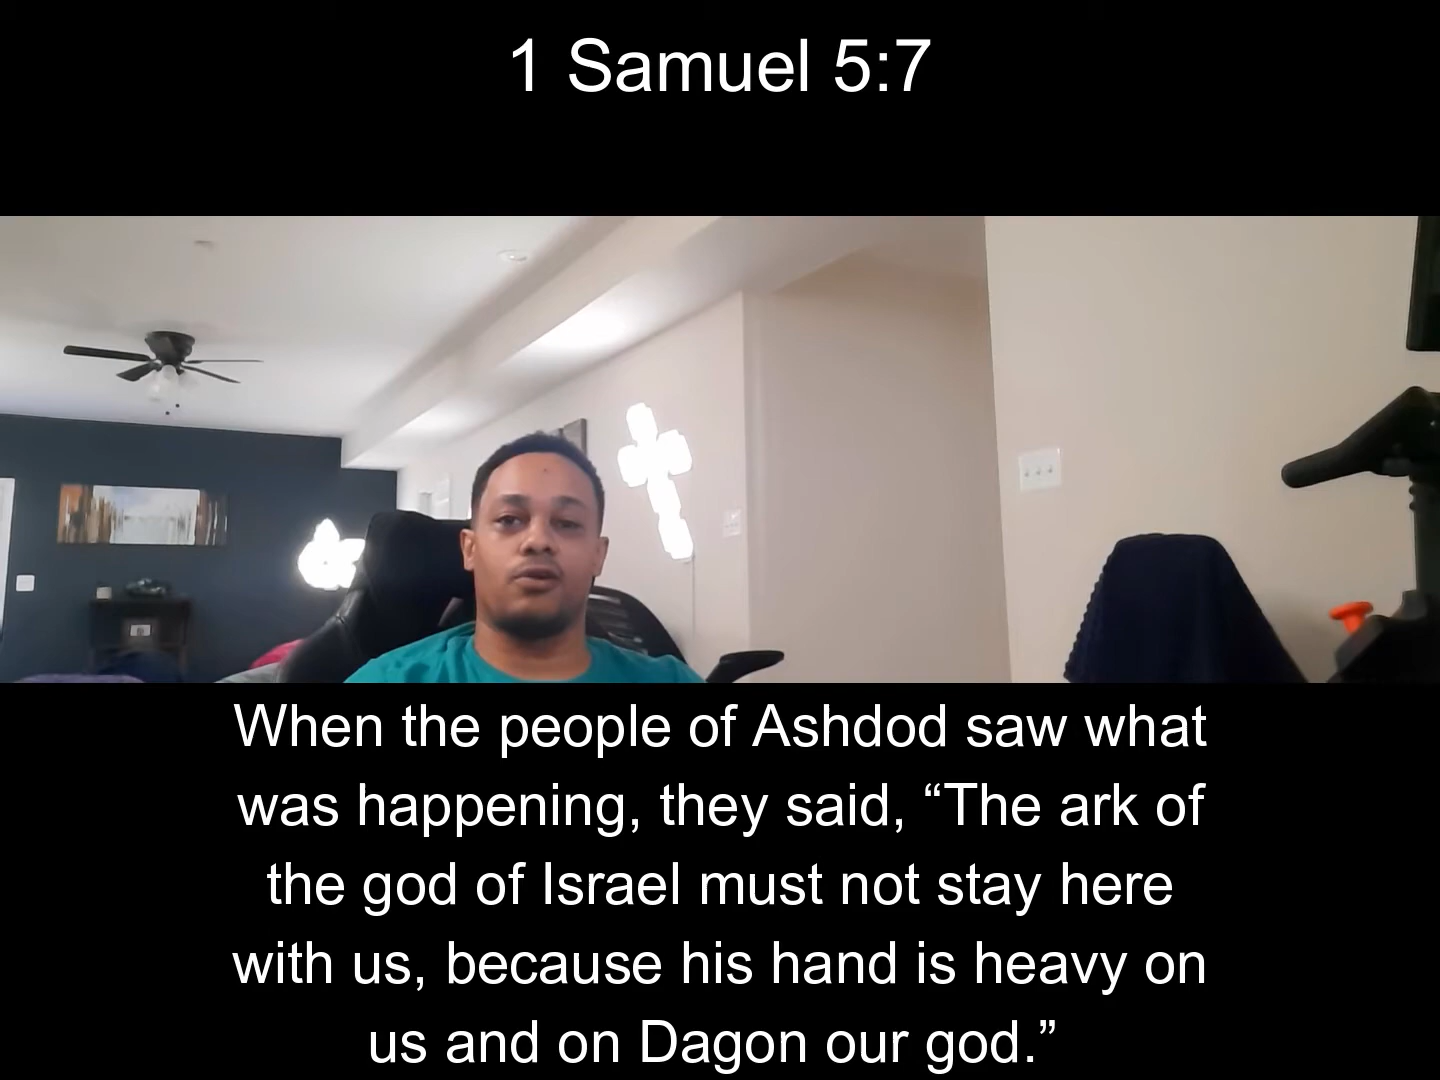 1 Samuel 5:7
When the people of Ashdod saw what
was happening, they said, “The ark of
the god of Israel must not stay here
with us, because his hand is heavy on
us and on Dagon our god.”